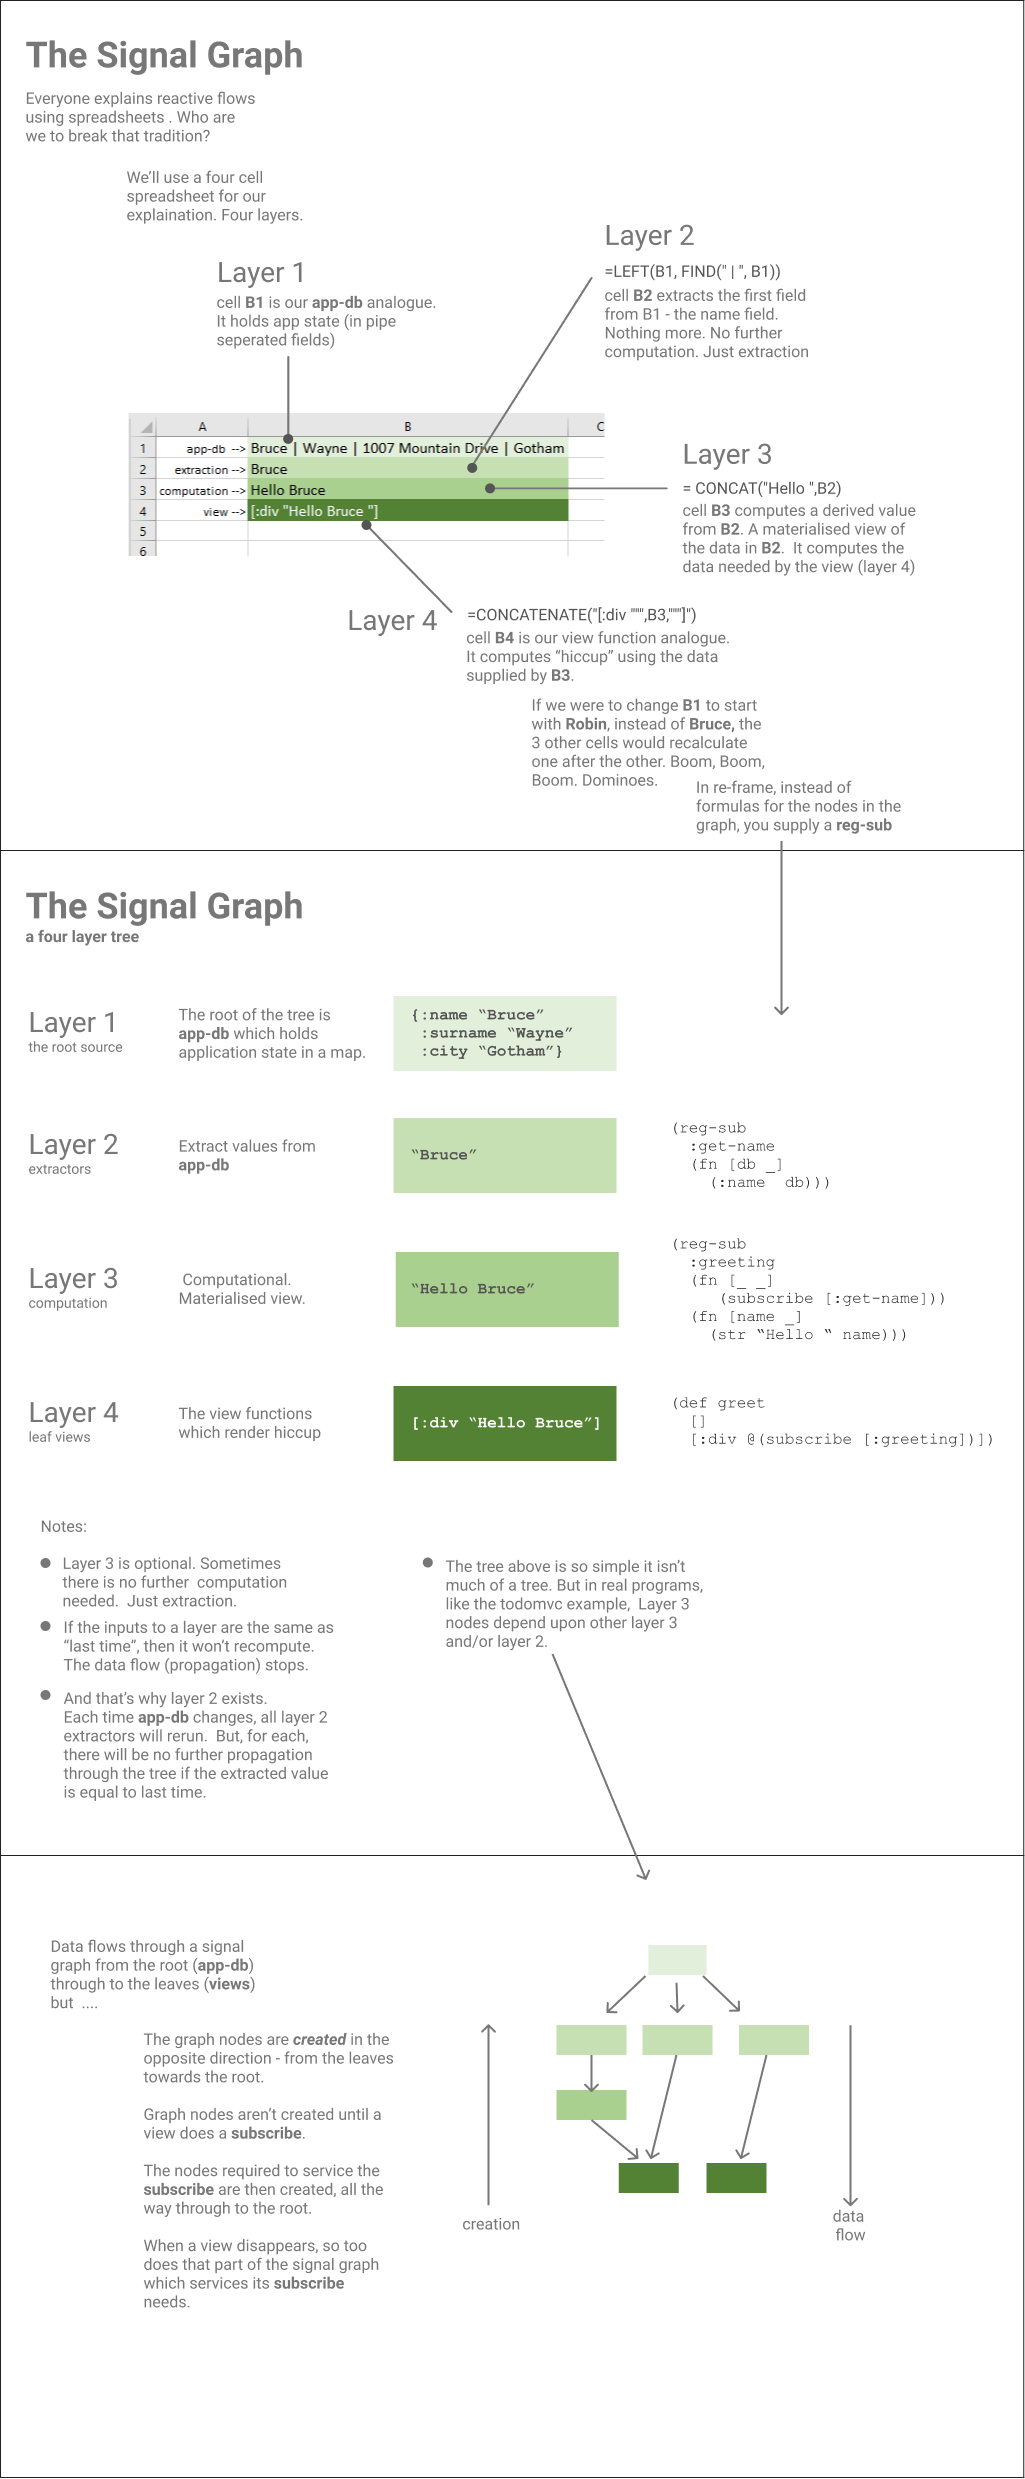 The Signal Graph
Everyone explains reactive flows
using spreadsheets . Who are
we to break that tradition?
We'll use a four cell
spreadsheet for our
explaination. Four layers.
Layer 1
cell B1 is our app-db analogue.
It holds app state (in pipe
seperated fields)
Layer 2
=LEFT(B1, FIND(" | ", B1))
cell B2 extracts the first field
from B1 - the name field.
Nothing more. No further
computation. Just extraction
A B C
1 app-db --> Bruce | Wayne | 1007 Mountain Drive | Gotham
2 extraction --> Bruce
3 computation --> Hello Bruce
4 view --> [:div "Hello Bruce "]
5
6
Layer 3
= CONCAT("Hello ",B2)
cell B3 computes a derived value
from B2. A materialised view of
the data in B2.  It computes the
data needed by the view (layer 4)
Layer 4
=CONCATENATE("[:div """,B3,"""]")
cell B4 is our view function analogue.
It computes “hiccup” using the data
supplied by B3.
If we were to change B1 to start
with Robin, instead of Bruce, the
3 other cells would recalculate
one after the other. Boom, Boom,
Boom. Dominoes.
In re-frame, instead of
formulas for the nodes in the
graph, you supply a reg-sub
The Signal Graph
a four layer tree
Layer 1
the root source
The root of the tree is
app-db which holds
application state in a map.
{:name “Bruce”
:surname “Wayne”
:city “Gotham”}
Layer 2
extractors
Extract values from
app-db
“Bruce”
(reg-sub
:get-name
(fn [db _]
(:name  db)))
Layer 3
computation
Computational.
Materialised view.
“Hello Bruce”
(reg-sub
:greeting
(fn [_ _]
(subscribe [:get-name]))
(fn [name _]
(str “Hello “ name)))
Layer 4
leaf views
The view functions
which render hiccup
[:div “Hello Bruce”]
(def greet
[]
[:div @(subscribe [:greeting])])
Notes:
Layer 3 is optional. Sometimes
there is no further  computation
needed.  Just extraction.
If the inputs to a layer are the same as
“last time”, then it won't recompute.
The data flow (propagation) stops.
And that's why layer 2 exists.
Each time app-db changes, all layer 2
extractors will rerun.  But, for each,
there will be no further propagation
through the tree if the extracted value
is equal to last time.
The tree above is so simple it isn't
much of a tree. But in real programs,
like the todomvc example,  Layer 3
nodes depend upon other layer 3
and/or layer 2.
Data flows through a signal
graph from the root (app-db)
through to the leaves (views)
but  ....
The graph nodes are created in the
opposite direction - from the leaves
towards the root.
Graph nodes aren't created until a
view does a subscribe.
The nodes required to service the
subscribe are then created, all the
way through to the root.
When a view disappears, so too
does that part of the signal graph
which services its subscribe
needs.
creation
data
flow